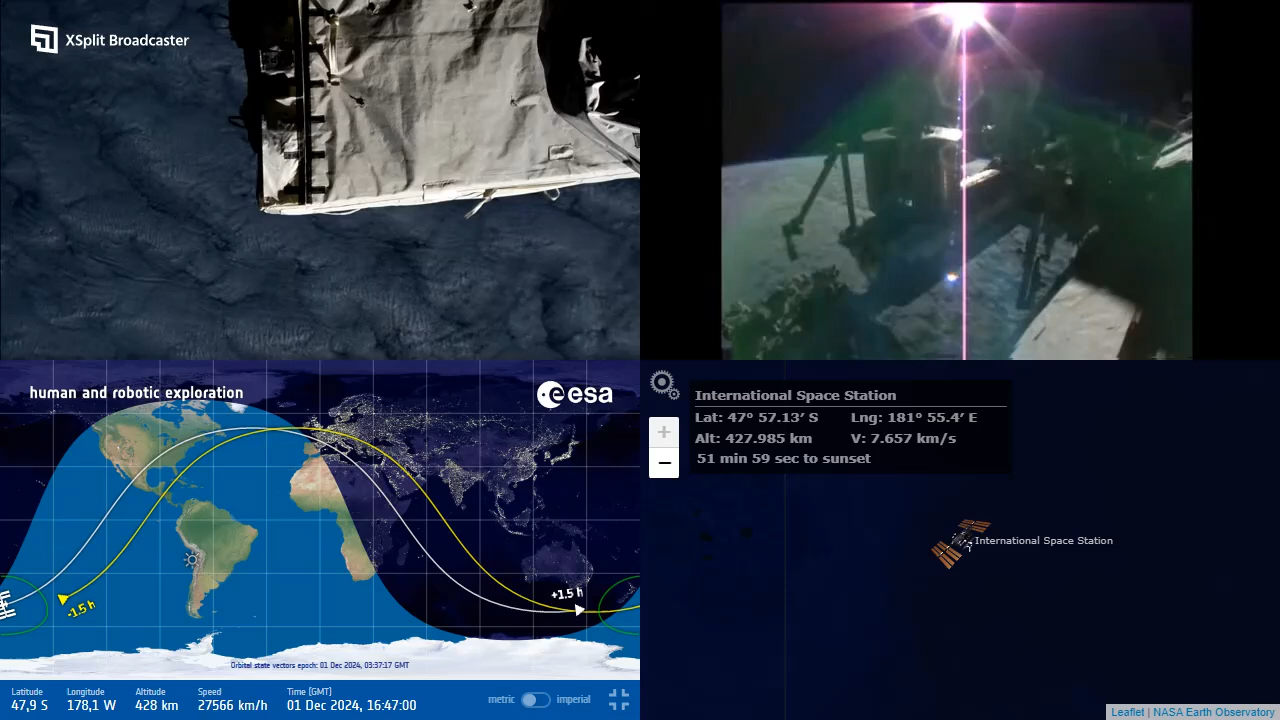 XSplit Broadcaster
human and robotic exploration
esa
-1.5 h
+1.5 h
Orbital state vectors epoch: 01 Dec 2024, 03:37:17 GMT
Latitude Longitude Altitude Speed Time (GMT)
47,9 S 178,1 W 428 km 27566 km/h 01 Dec 2024, 16:47:00
metric imperial
International Space Station
Lat: 47° 57.13′ S Lng: 181° 55.4′ E
Alt: 427.985 km V: 7.657 km/s
51 min 59 sec to sunset
+
−
International Space Station
Leaflet | NASA Earth Observatory